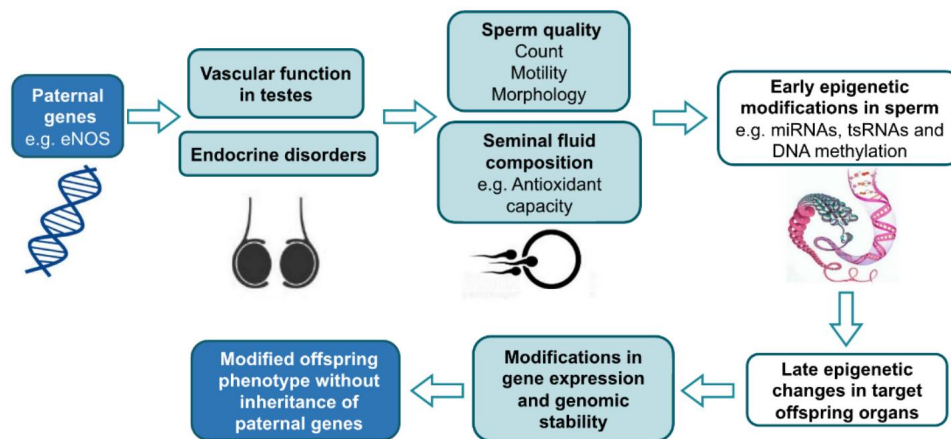 Paternal
genes
e.g. eNOS
Vascular function
in testes
Endocrine disorders
Sperm quality
Count
Motility
Morphology
Seminal fluid
composition
e.g. Antioxidant
capacity
Early epigenetic
modifications in sperm
e.g. miRNAs, tsRNAs and
DNA methylation
Late epigenetic
changes in target
offspring organs
Modifications in
gene expression
and genomic
stability
Modified offspring
phenotype without
inheritance of
paternal genes